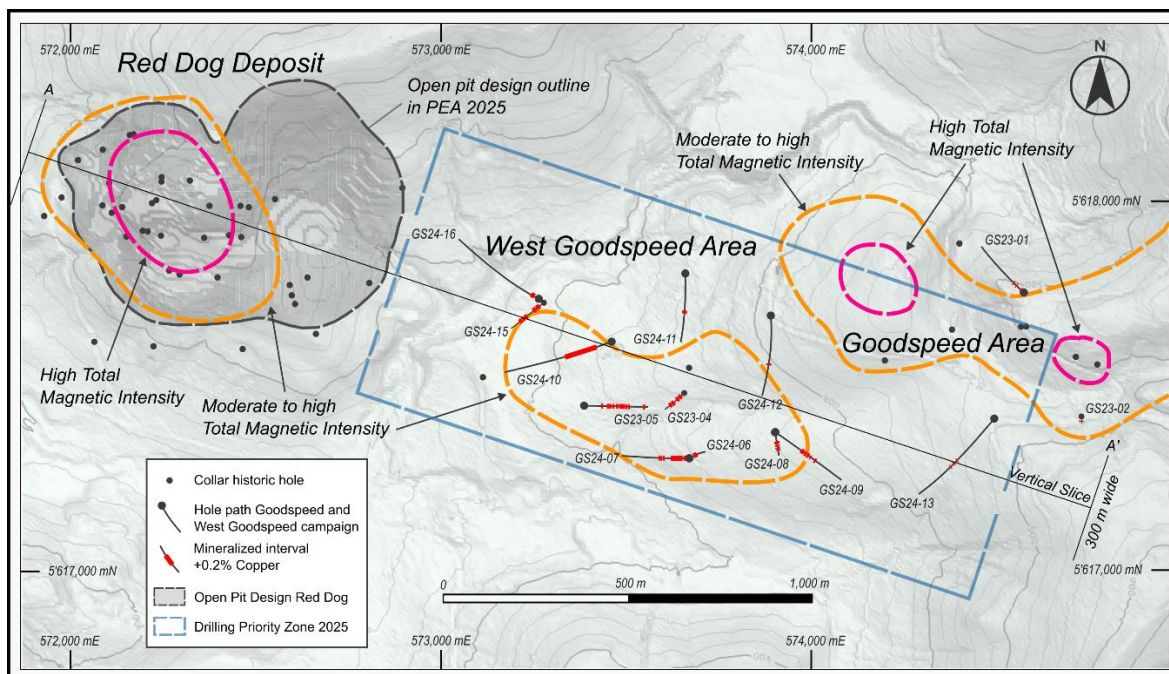 572,000 mE
573,000 mE
574,000 mE
Red Dog Deposit
N
A
Open pit design outline
in PEA 2025
Moderate to high
Total Magnetic Intensity
High Total
Magnetic Intensity
5'618,000 mN
GS24-16
West Goodspeed Area
GS23-01
GS24-15
GS24-11
Goodspeed Area
GS24-10
High Total
Magnetic Intensity
Moderate to high
Total Magnetic Intensity
GS24-12
GS23-05
GS23-04
GS23-02
GS24-07
GS24-06
GS24-08
GS24-09
GS24-13
A'
Vertical Slice
300 m wide
Collar historic hole
Hole path Goodspeed and
West Goodspeed campaign
Mineralized interval
+0.2% Copper
Open Pit Design Red Dog
Drilling Priority Zone 2025
5'617,000 mN
5'617,000 mN
0
500 m
1,000 m
572,000 mE
573,000 mE
574,000 mE